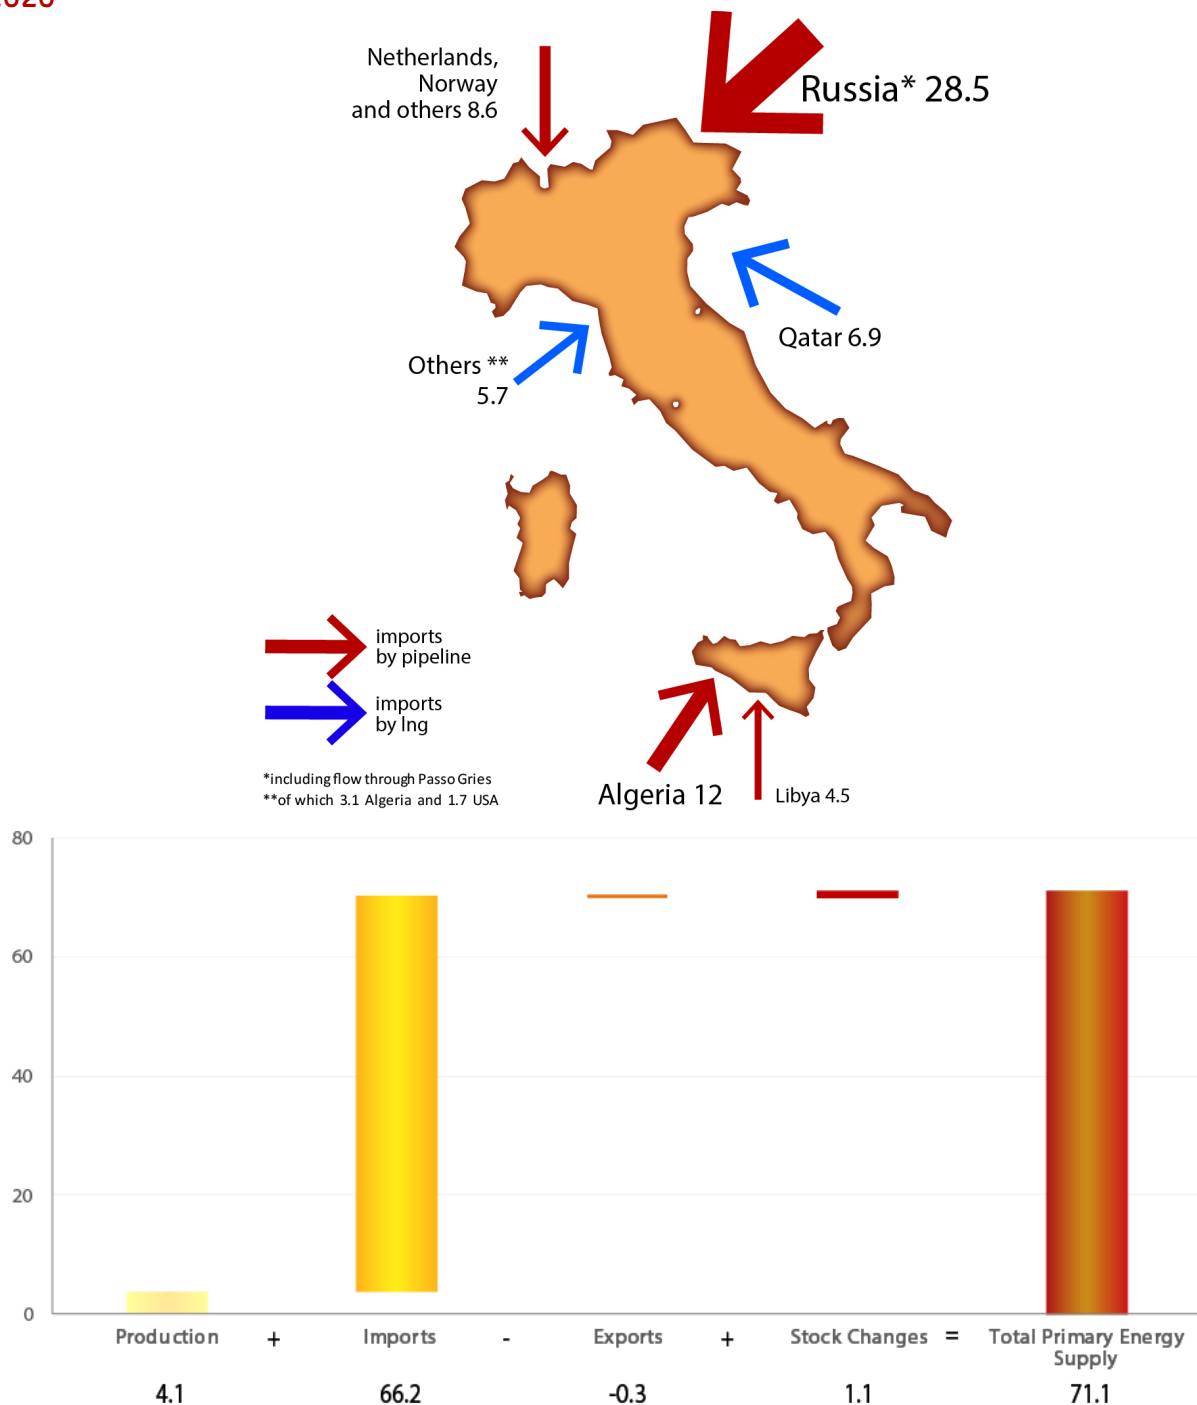 Netherlands,
Norway
and others 8.6
Russia* 28.5
Qatar 6.9
Others **
5.7
imports
by pipeline
imports
by lng
*including flow through Passo Gries
**of which 3.1 Algeria and 1.7 USA
Algeria 12
Libya 4.5
80
60
40
20
0
Production + Imports - Exports + Stock Changes = Total Primary Energy
Supply
4.1 66.2 -0.3 1.1 71.1